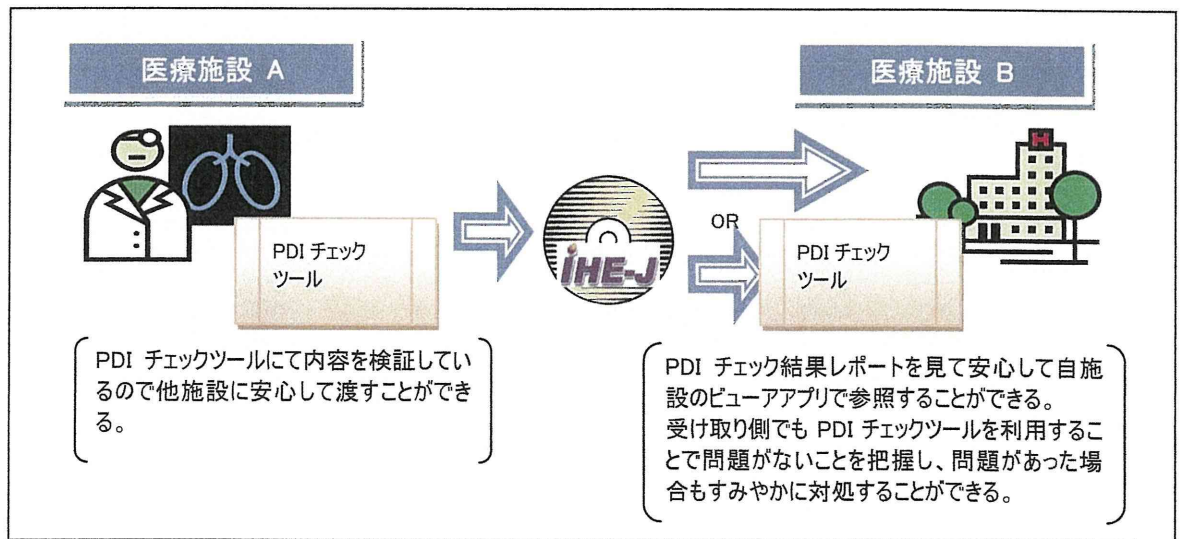 医療施設 A
医療施設 B
H
PDI チェック
ツール
IHE-J
OR
PDI チェック
ツール
PDI チェックツールにて内容を検証してい
るので他施設に安心して渡すことができ
る。
PDI チェック結果レポートを見て安心して自施
設のビューアアプリで参照することができる。
受け取り側でも PDI チェックツールを利用するこ
とで問題がないことを把握し、問題があった場
合もすみやかに対処することができる。